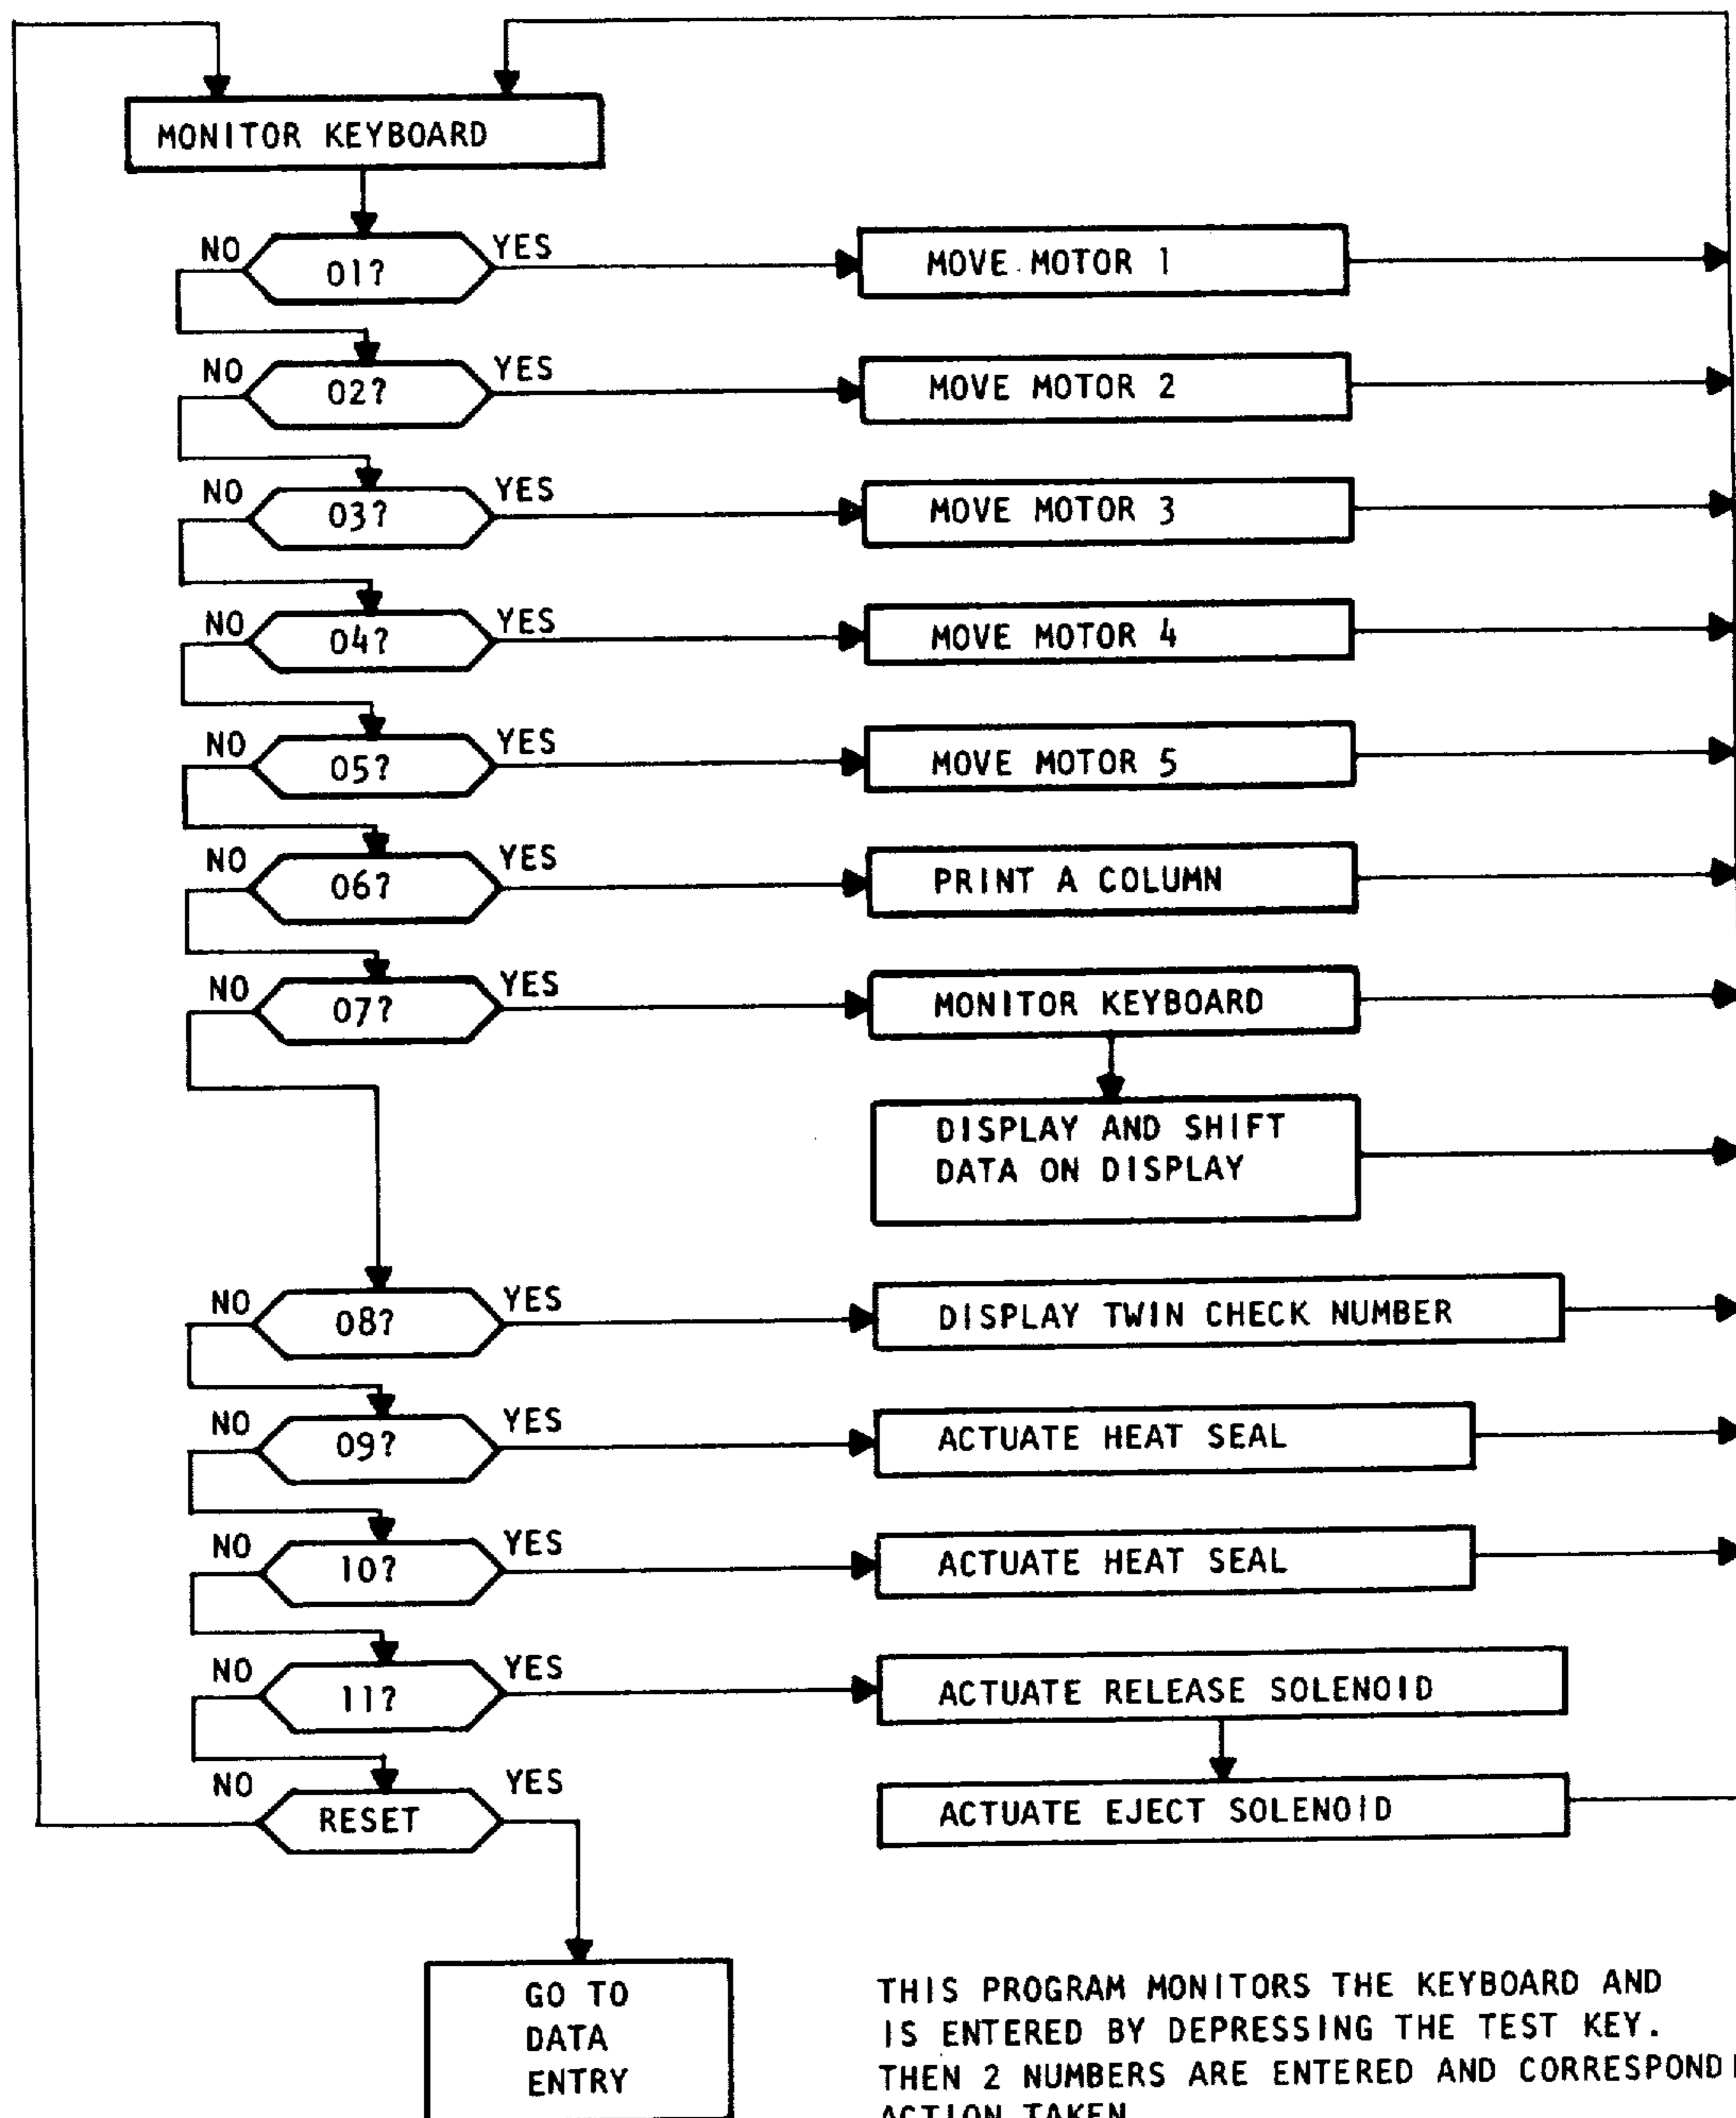 MONITOR KEYBOARD
NO 01? YES MOVE MOTOR 1
NO 02? YES MOVE MOTOR 2
NO 03? YES MOVE MOTOR 3
NO 04? YES MOVE MOTOR 4
NO 05? YES MOVE MOTOR 5
NO 06? YES PRINT A COLUMN
NO 07? YES MONITOR KEYBOARD
DISPLAY AND SHIFT
DATA ON DISPLAY
NO 08? YES DISPLAY TWIN CHECK NUMBER
NO 09? YES ACTUATE HEAT SEAL
NO 10? YES ACTUATE HEAT SEAL
NO 11? YES ACTUATE RELEASE SOLENOID
NO RESET YES ACTUATE EJECT SOLENOID
GO TO
DATA
ENTRY
THIS PROGRAM MONITORS THE KEYBOARD AND
IS ENTERED BY DEPRESSING THE TEST KEY.
THEN 2 NUMBERS ARE ENTERED AND
ACTION TAKEN